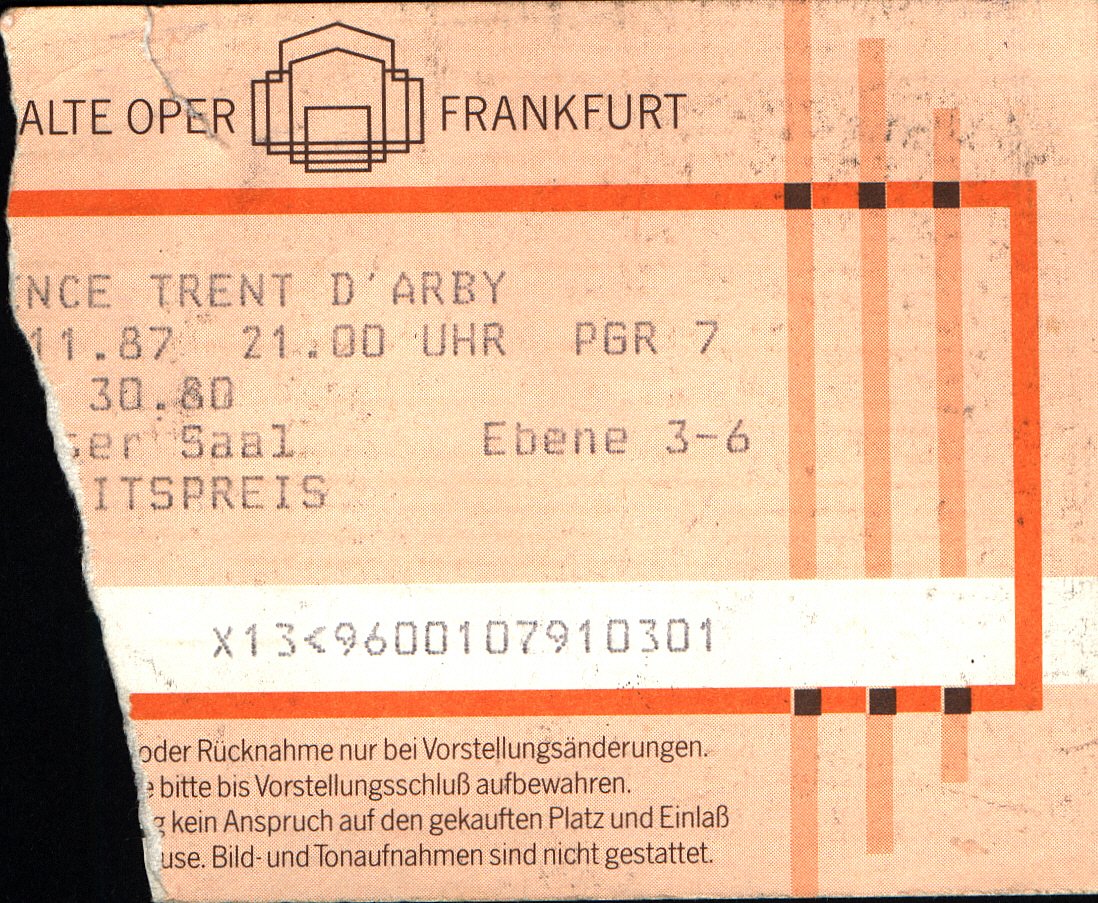 ALTE OPER FRANKFURT
NCE TRENT D'ARBY
11.87 21.00 UHR PGR 7
30.80
ser Saal Ebene 3-6
ITSPREIS
X13<9600107910301
oder Rücknahme nur bei Vorstellungsänderungen.
e bitte bis Vorstellungsschluß aufbewahren.
g kein Anspruch auf den gekauften Platz und Einlaß
use. Bild- und Tonaufnahmen sind nicht gestattet.